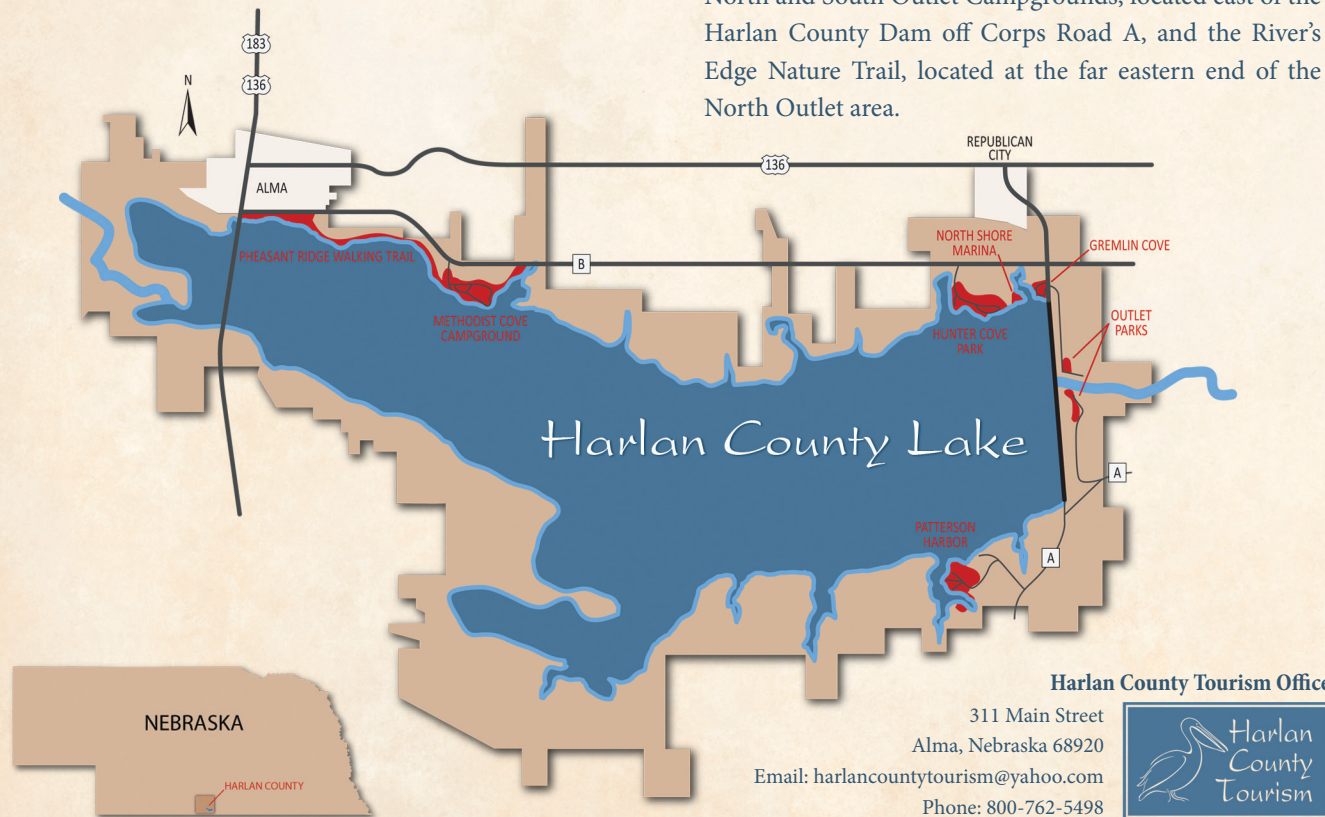 North and South Outlet Campgrounds, located east of the
Harlan County Dam off Corps Road A, and the River's
Edge Nature Trail, located at the far eastern end of the
North Outlet area.
183
136
N
ALMA
136
REPUBLICAN
CITY
PHEASANT RIDGE WALKING TRAIL
B
NORTH SHORE
MARINA
GREMLIN COVE
METHODIST COVE
CAMPGROUND
HUNTER COVE
PARK
OUTLET
PARKS
Harlan County Lake
A
PATTERSON
HARBOR
A
NEBRASKA
HARLAN COUNTY
Harlan County Tourism Office
311 Main Street
Alma, Nebraska 68920
Email: harlancountytourism@yahoo.com
Phone: 800-762-5498
Harlan
County
Tourism